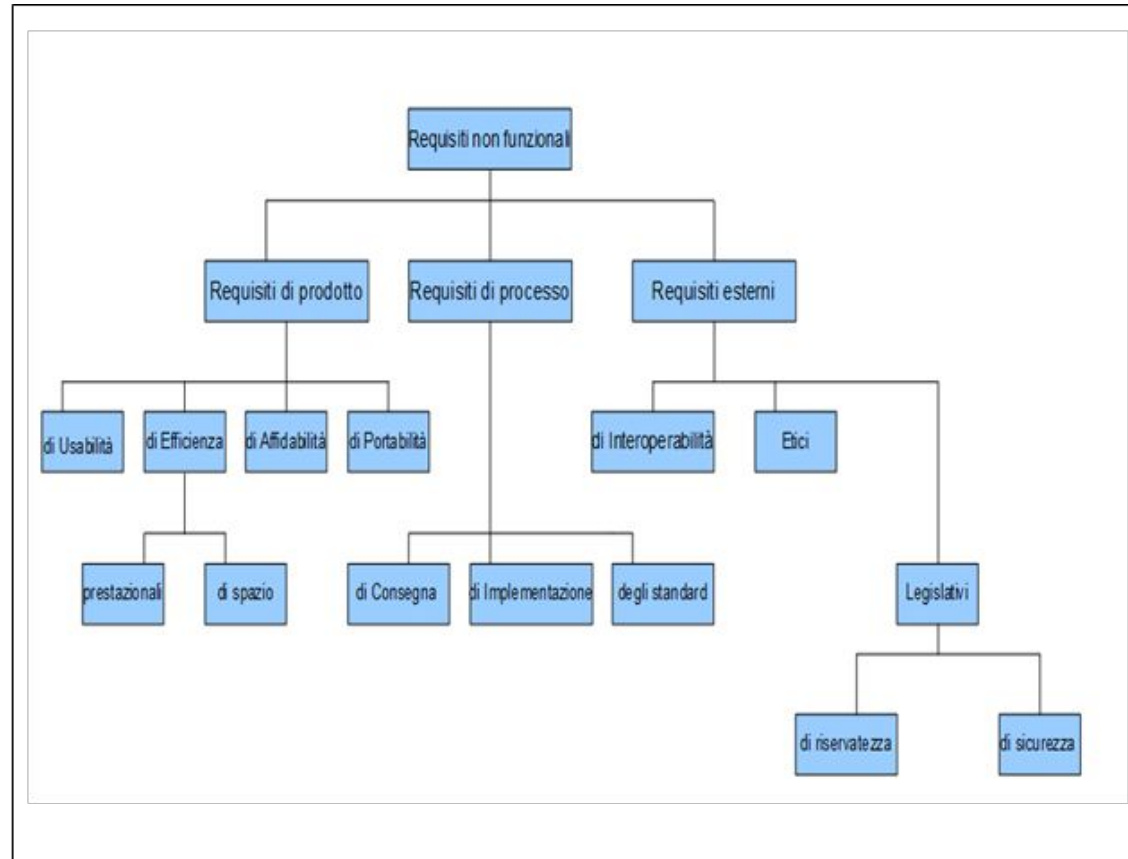 Requisiti non funzionali
Requisiti di prodotto
Requisiti di processo
Requisiti esterni
di Usabilità
di Efficienza
di Affidabilità
di Portabilità
di Interoperabilità
Etici
prestazionali
di spazio
di Consegna
di Implementazione
degli standard
Legislativi
di riservatezza
di sicurezza